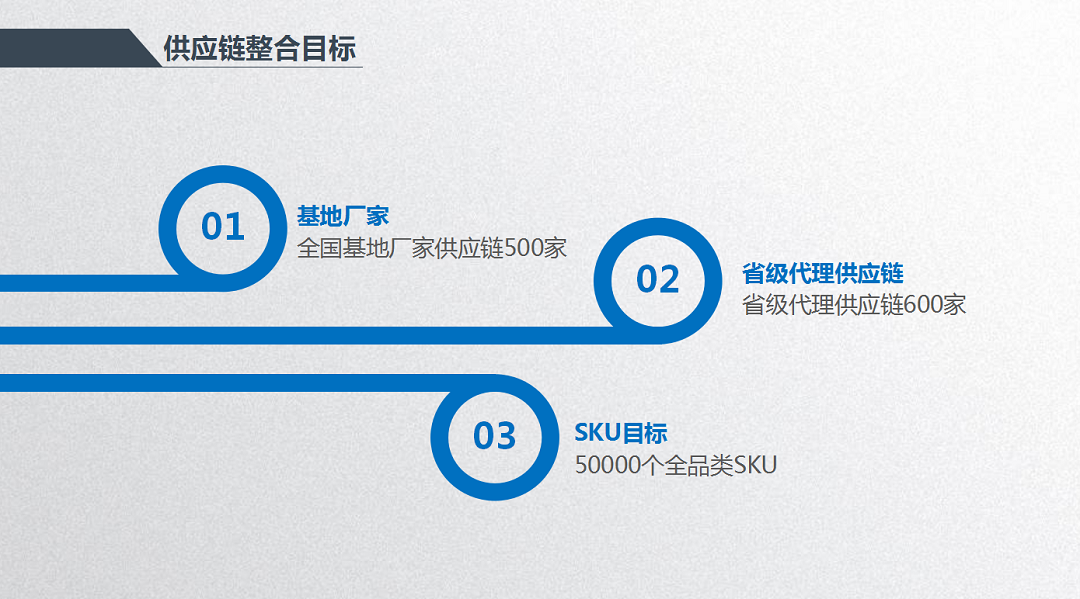 供应链整合目标
01
基地厂家
全国基地厂家供应链500家
02
省级代理供应链
省级代理供应链600家
03
SKU目标
50000个全品类SKU